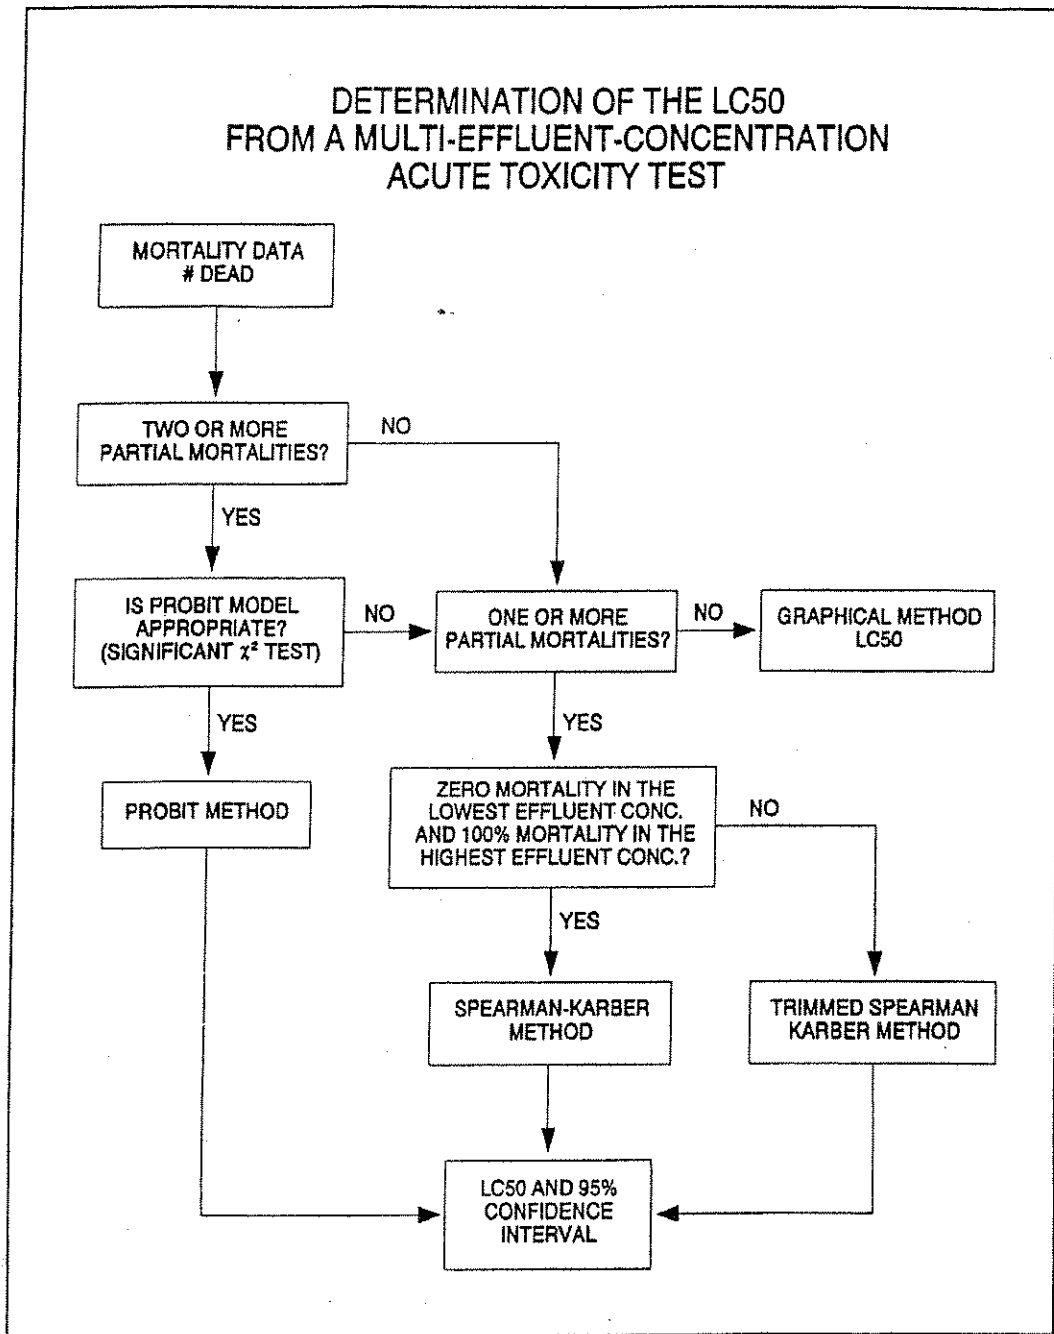 DETERMINATION OF THE LC50
FROM A MULTI-EFFLUENT-CONCENTRATION
ACUTE TOXICITY TEST
MORTALITY DATA
# DEAD
TWO OR MORE
PARTIAL MORTALITIES?
NO
YES
IS PROBIT MODEL
APPROPRIATE?
(SIGNIFICANT χ² TEST)
NO
ONE OR MORE
PARTIAL MORTALITIES?
NO
GRAPHICAL METHOD
LC50
YES
YES
PROBIT METHOD
ZERO MORTALITY IN THE
LOWEST EFFLUENT CONC.
AND 100% MORTALITY IN THE
HIGHEST EFFLUENT CONC.?
NO
YES
SPEARMAN-KARBER
METHOD
TRIMMED SPEARMAN
KARBER METHOD
LC50 AND 95%
CONFIDENCE
INTERVAL